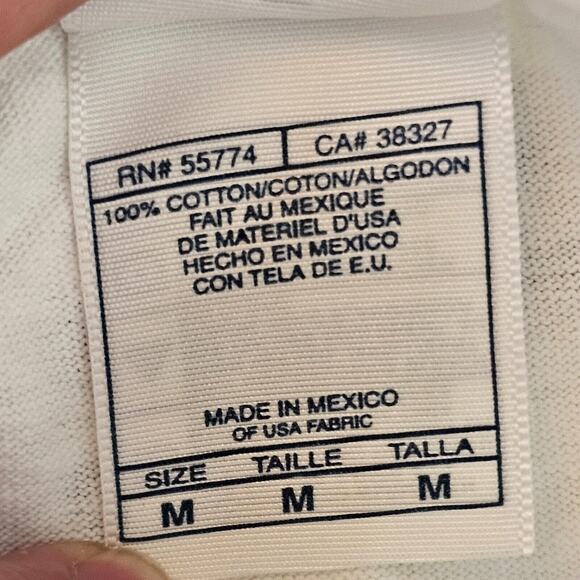 RN# 55774 CA# 38327
100% COTTON/COTON/ALGODON
FAIT AU MEXIQUE
DE MATERIEL D'USA
HECHO EN MEXICO
CON TELA DE E.U.
MADE IN MEXICO
OF USA FABRIC
SIZE TAILLE TALLA
M M M